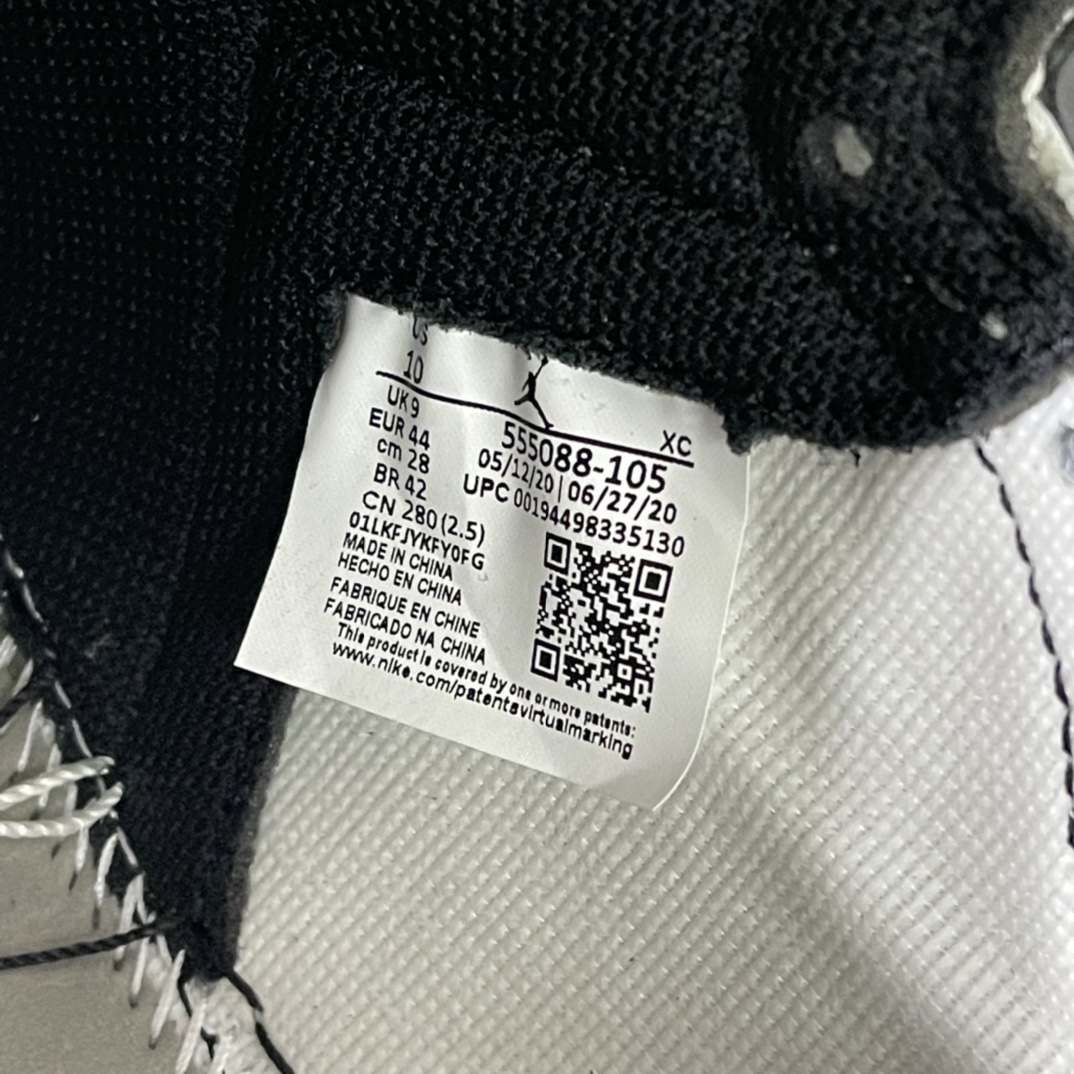 US
10
XC
UK 9
EUR 44
cm 28
BR 42
CN 280 (2.5)
555088-105
05/12/20 | 06/27/20
UPC 00194498335130
01LKFJYKFY0FG
MADE IN CHINA
HECHO EN CHINA
FABRIQUE EN CHINE
FABRICADO NA CHINA
This product is covered by one or more patents:
www.nike.com/patentsvirtualmarking